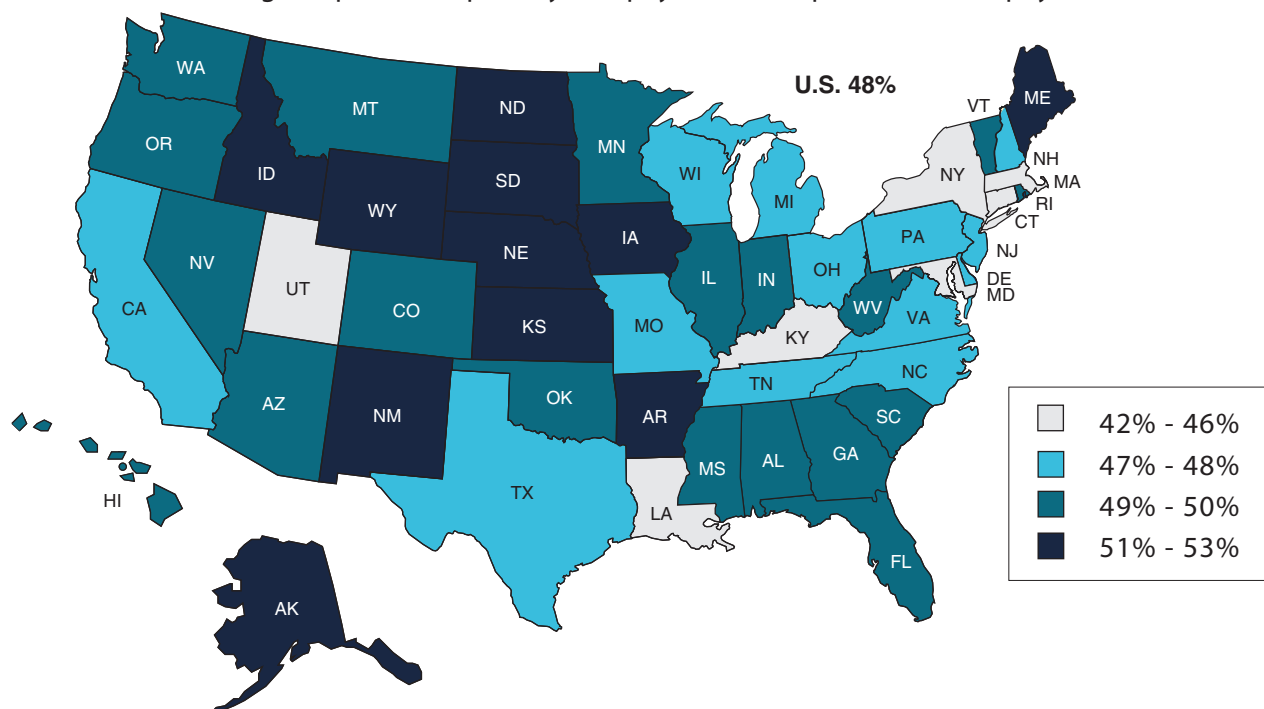 U.S. 48%
WA
MT
ND
MN
ME
VT
OR
ID
SD
WI
MI
NY
NH
MA
RI
CT
WY
NE
IA
PA
NJ
NV
UT
CO
IL
IN
OH
DE
MD
WV
VA
CA
KS
MO
KY
AZ
NM
OK
AR
TN
NC
SC
MS
AL
GA
TX
LA
HI
FL
AK
42% - 46%
47% - 48%
49% - 50%
51% - 53%